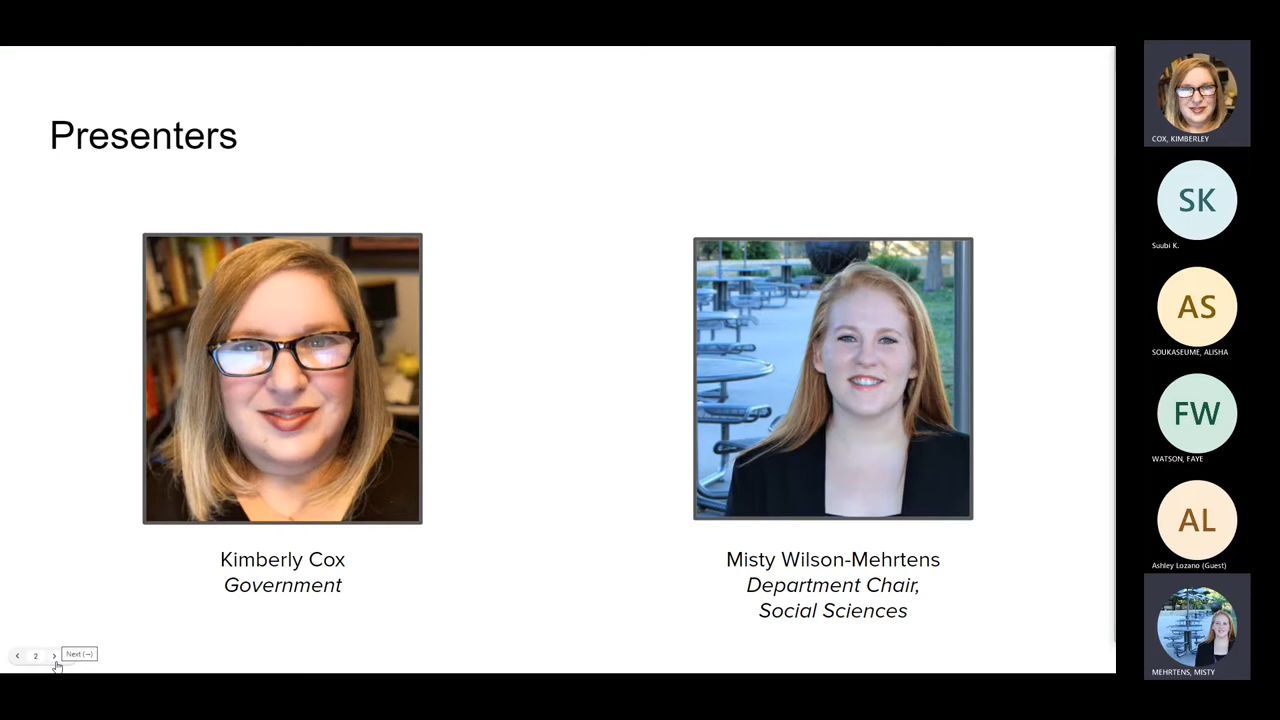 Presenters
Kimberly Cox
Government
Misty Wilson-Mehrtens
Department Chair,
Social Sciences
2
Next (→)
COX, KIMBERLEY
SK
Suubi K.
AS
SOUKASEUME, ALISHA
FW
WATSON, FAYE
AL
Ashley Lozano (Guest)
MEHRTENS, MISTY